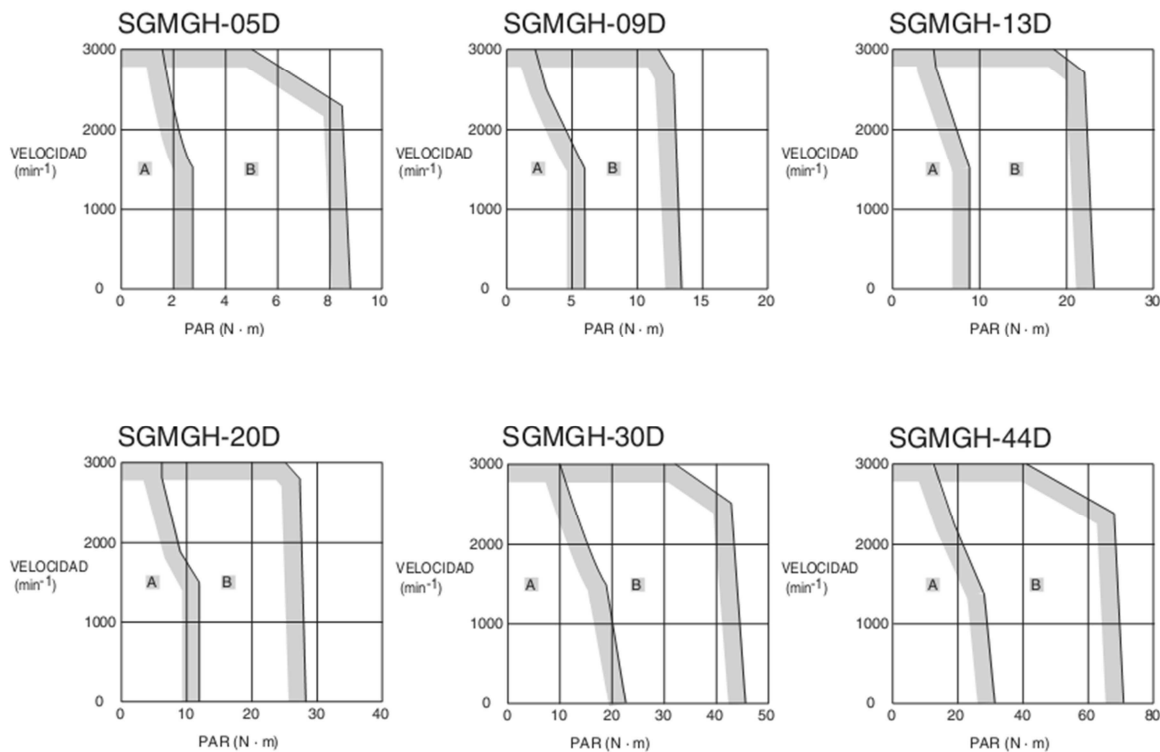 SGMGH-05D
3000
2000
VELOCIDAD
(min-1)
A
B
1000
0
0 2 4 6 8 10
PAR (N · m)
SGMGH-09D
3000
2000
VELOCIDAD
(min-1)
A
B
1000
0
0 5 10 15 20
PAR (N · m)
SGMGH-13D
3000
2000
VELOCIDAD
(min-1)
A
B
1000
0
0 10 20 30
PAR (N · m)
SGMGH-20D
3000
2000
VELOCIDAD
(min-1)
A
B
1000
0
0 10 20 30 40
PAR (N · m)
SGMGH-30D
3000
2000
VELOCIDAD
(min-1)
A
B
1000
0
0 10 20 30 40 50
PAR (N · m)
SGMGH-44D
3000
2000
VELOCIDAD
(min-1)
A
B
1000
0
0 20 40 60 80
PAR (N · m)